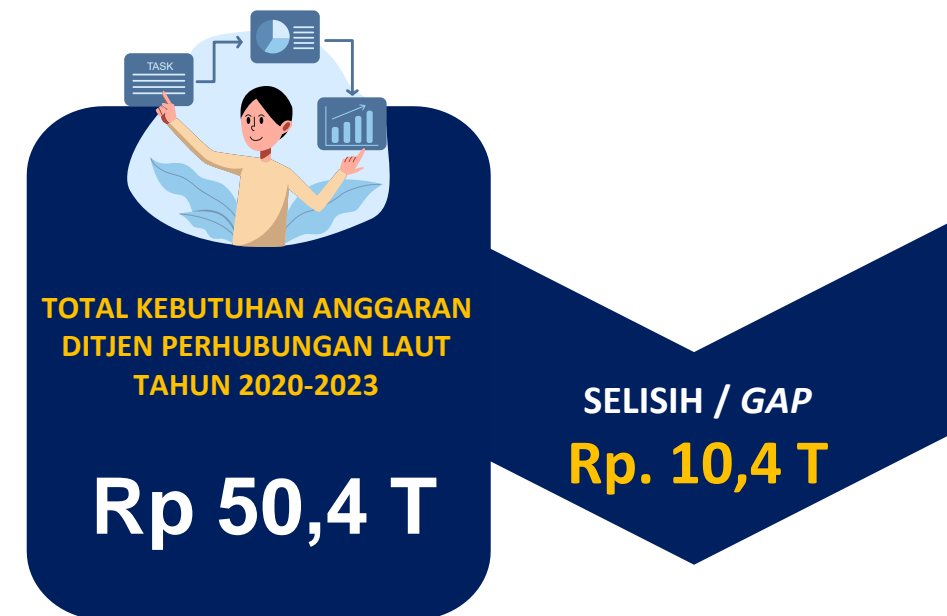 TASK
TOTAL KEBUTUHAN ANGGARAN
DITJEN PERHUBUNGAN LAUT
TAHUN 2020-2023
Rp 50,4 T
SELISIH / GAP
Rp. 10,4 T